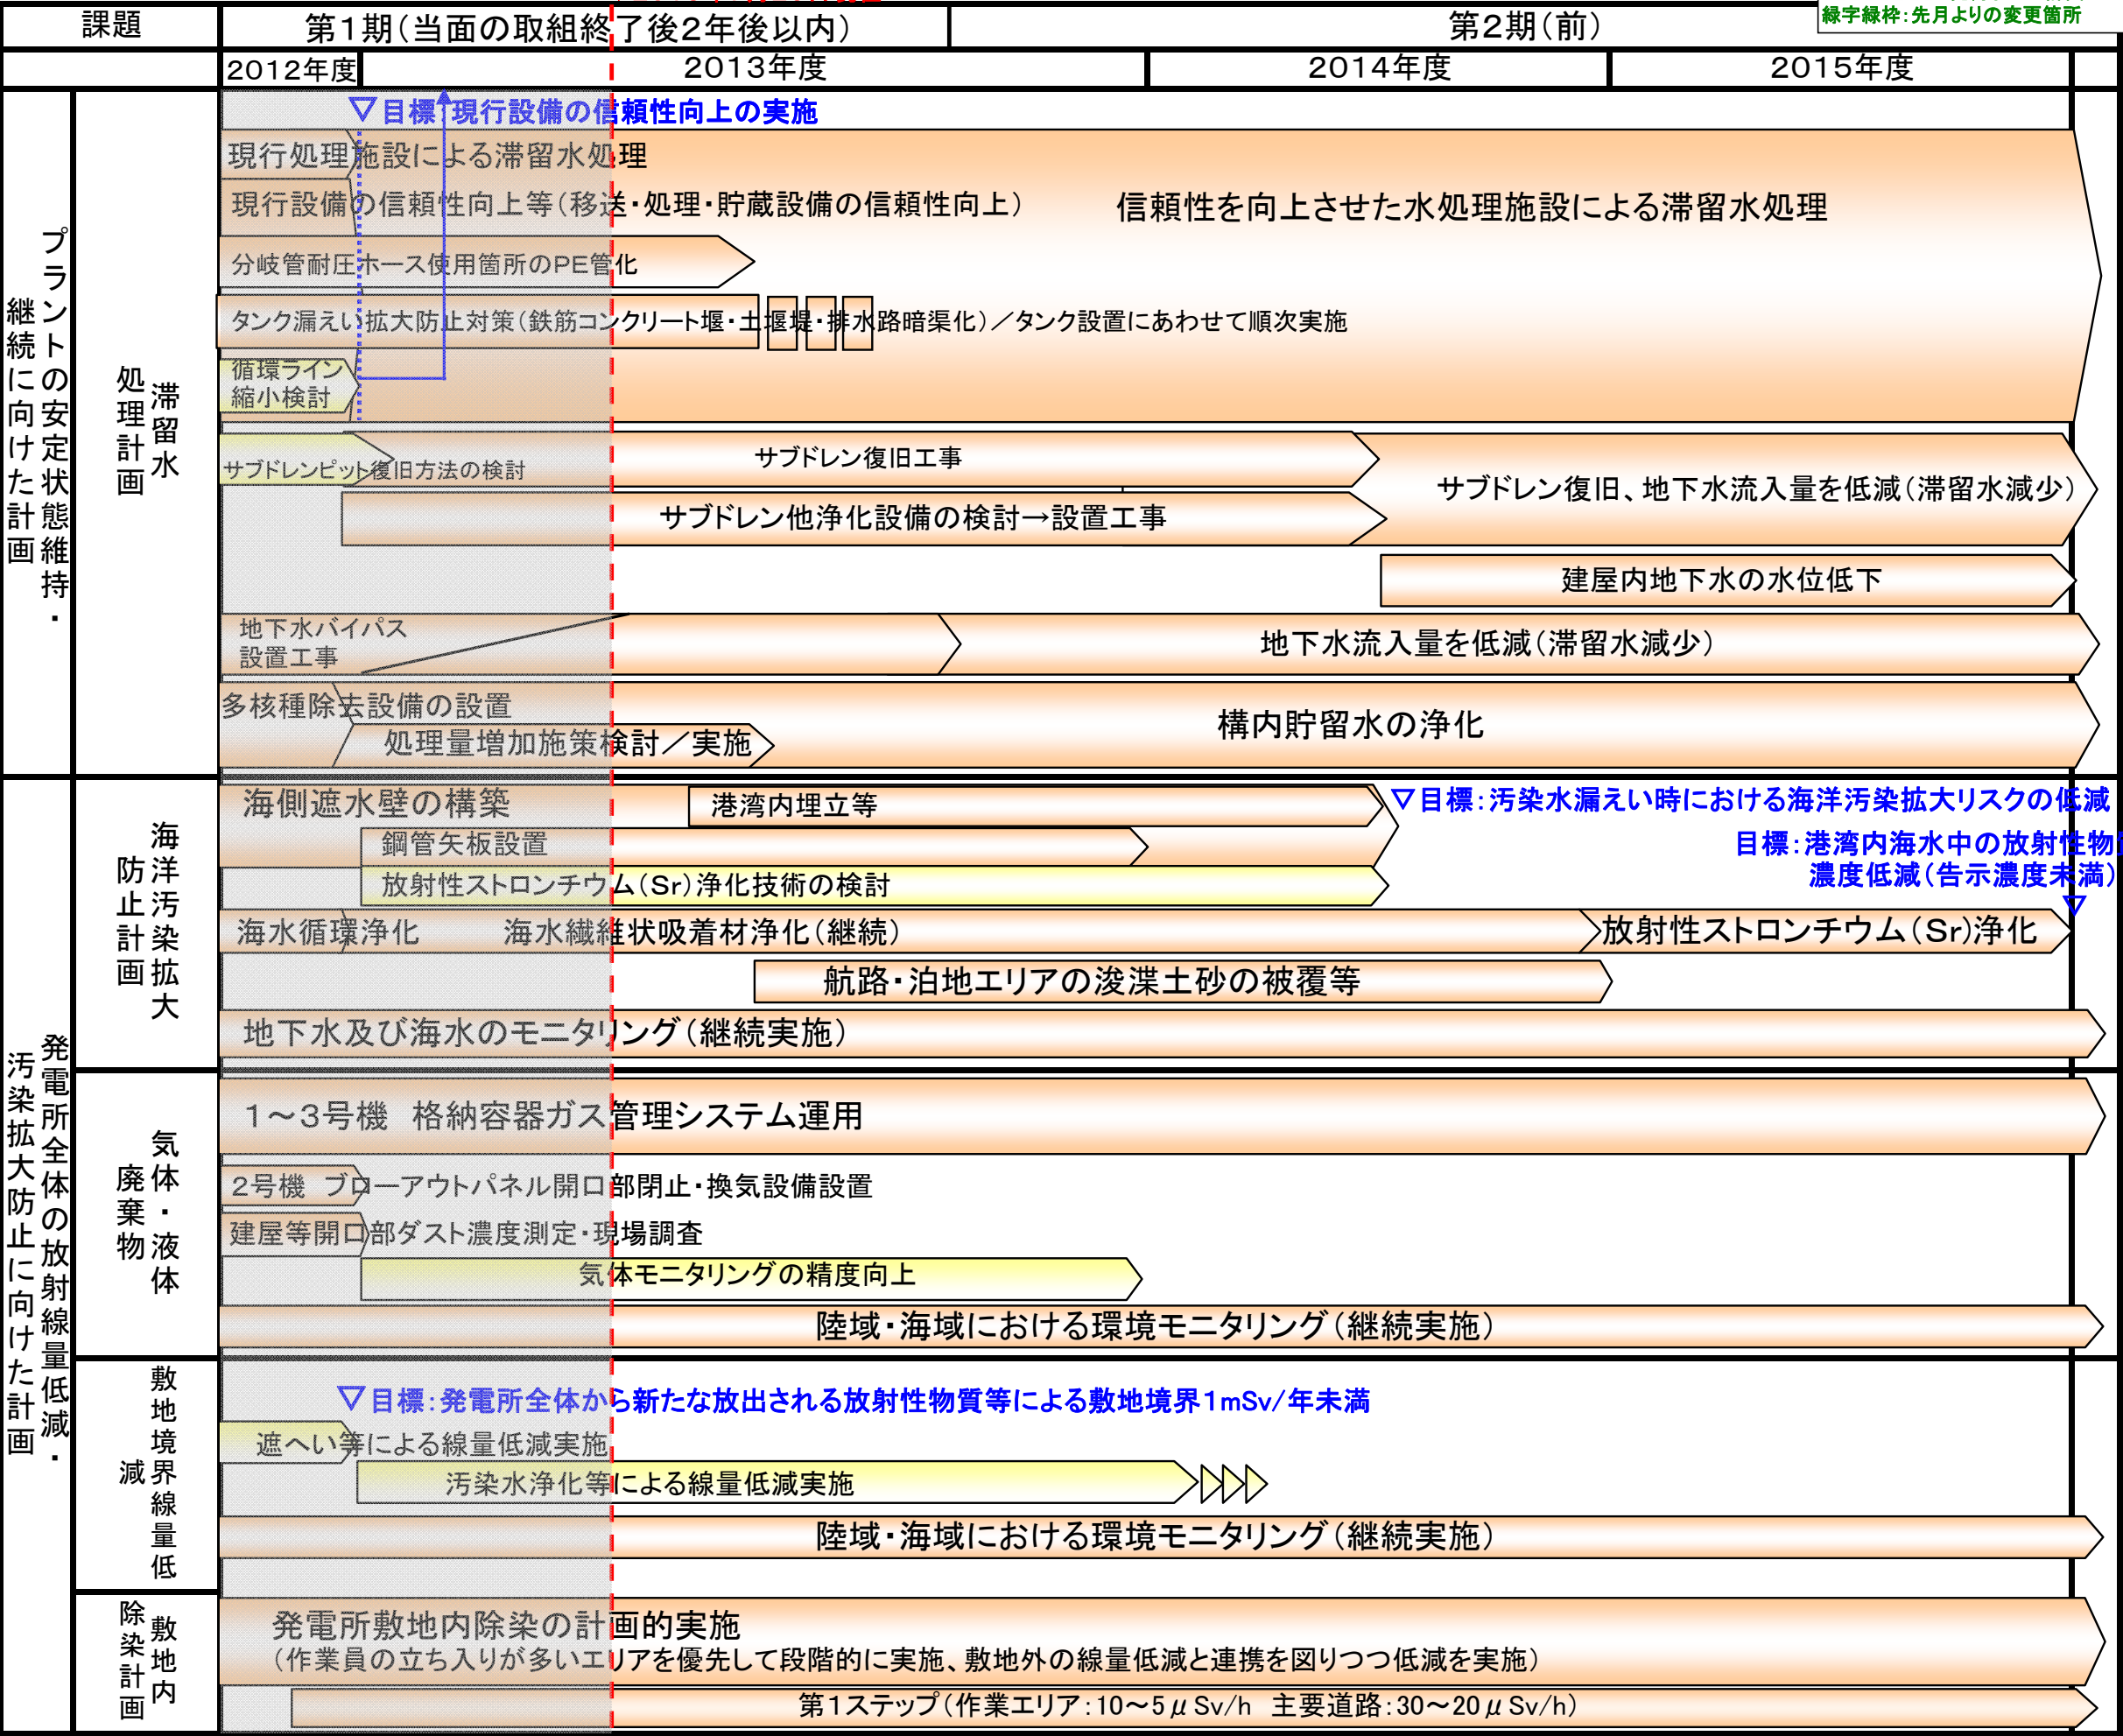 緑字緑枠：先月よりの変更箇所
課題
第１期（当面の取組終了後２年後以内）
第２期（前）
２０１２年度
２０１３年度
２０１４年度
２０１５年度
プラントの安定状態維持・
継続に向けた計画
滞留水
処理計画
▽目標：現行設備の信頼性向上の実施
現行処理施設による滞留水処理
現行設備の信頼性向上等（移送・処理・貯蔵設備の信頼性向上）
信頼性を向上させた水処理施設による滞留水処理
分岐管耐圧ホース使用箇所のＰＥ管化
タンク漏えい拡大防止対策（鉄筋コンクリート堰・土堰堤・排水路暗渠化）／タンク設置にあわせて順次実施
循環ライン
縮小検討
サブドレンピット復旧方法の検討
サブドレン復旧工事
サブドレン復旧、地下水流入量を低減（滞留水減少）
サブドレン他浄化設備の検討→設置工事
建屋内地下水の水位低下
地下水バイパス
設置工事
地下水流入量を低減（滞留水減少）
多核種除去設備の設置
処理量増加施策検討／実施
構内貯留水の浄化
発電所全体の放射線量低減・
汚染拡大防止に向けた計画
海洋汚染拡大
防止計画
海側遮水壁の構築
港湾内埋立等
▽目標：汚染水漏えい時における海洋汚染拡大リスクの低減
鋼管矢板設置
目標：港湾内海水中の放射性物
濃度低減（告示濃度未満）
▽
放射性ストロンチウム（Ｓｒ）浄化技術の検討
海水循環浄化
海水繊維状吸着材浄化（継続）
放射性ストロンチウム（Ｓｒ）浄化
航路・泊地エリアの浚渫土砂の被覆等
地下水及び海水のモニタリング（継続実施）
気体・液体
廃棄物
１～３号機　格納容器ガス管理システム運用
２号機　ブローアウトパネル開口部閉止・換気設備設置
建屋等開口部ダスト濃度測定・現場調査
気体モニタリングの精度向上
陸域・海域における環境モニタリング（継続実施）
敷地境界線量低
減
▽目標：発電所全体から新たな放出される放射性物質等による敷地境界１ｍＳｖ/年未満
遮へい等による線量低減実施
汚染水浄化等による線量低減実施
陸域・海域における環境モニタリング（継続実施）
敷地内
除染計画
発電所敷地内除染の計画的実施
（作業員の立ち入りが多いエリアを優先して段階的に実施、敷地外の線量低減と連携を図りつつ低減を実施）
第１ステップ（作業エリア：１０～５μSv/h　主要道路：３０～２０μSv/h）